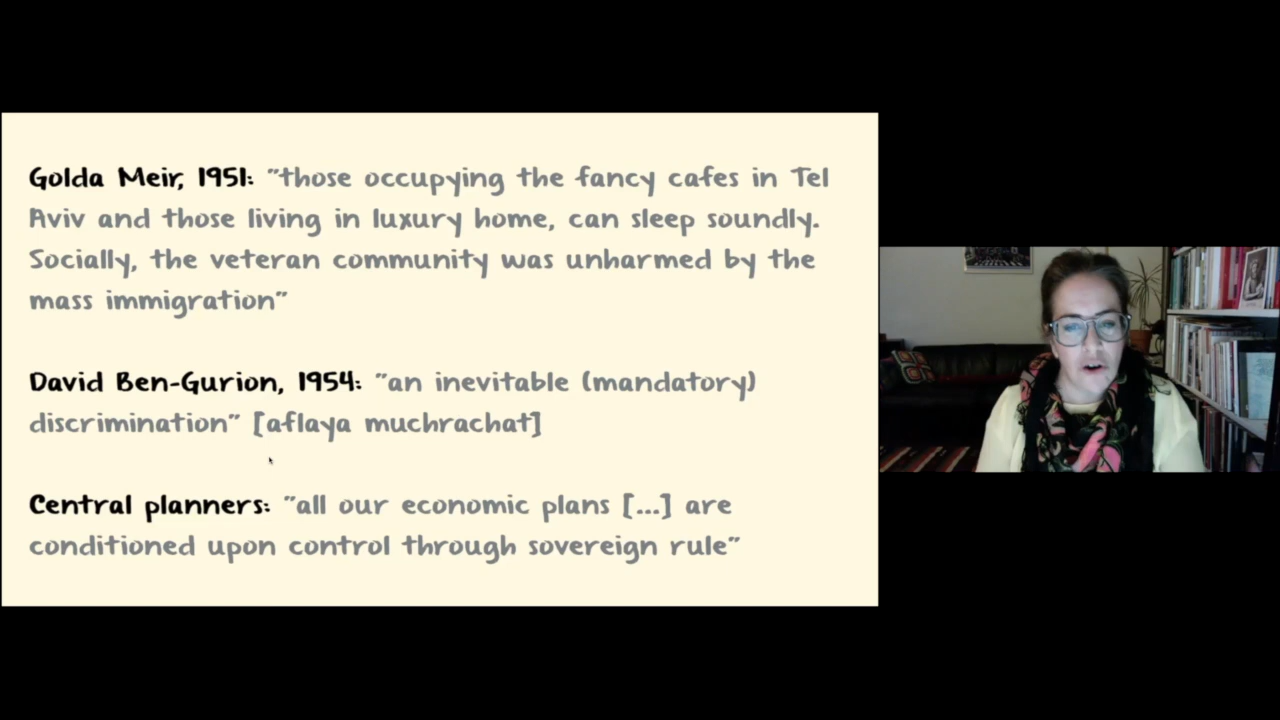 Golda Meir, 1951: "those occupying the fancy cafes in Tel
Aviv and those living in luxury home, can sleep soundly.
Socially, the veteran community was unharmed by the
mass immigration"
David Ben-Gurion, 1954: "an inevitable (mandatory)
discrimination" [aflaya muchrachat]
Central planners: "all our economic plans [...] are
conditioned upon control through sovereign rule"